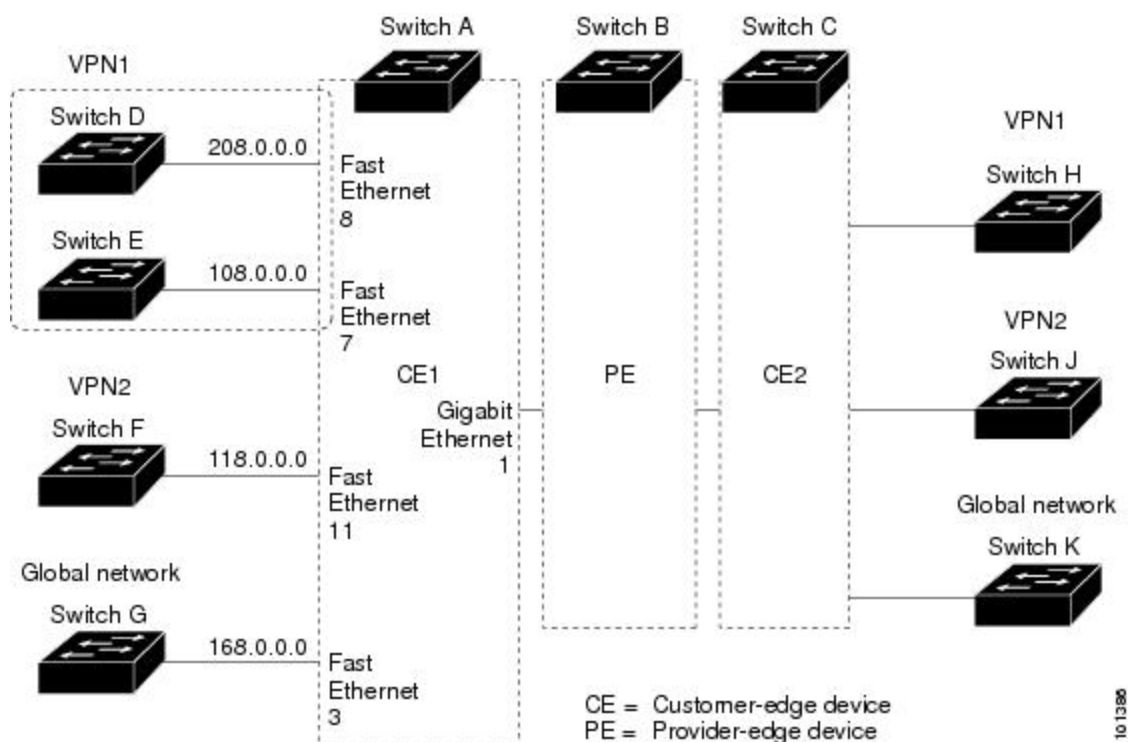 Switch A
Switch B
Switch C
VPN1
Switch D
208.0.0.0
Fast
Ethernet
8
Switch E
108.0.0.0
Fast
Ethernet
7
VPN2
Switch F
118.0.0.0
Fast
Ethernet
11
Global network
Switch G
168.0.0.0
Fast
Ethernet
3
CE1
Gigabit
Ethernet
1
PE
CE2
VPN1
Switch H
VPN2
Switch J
Global network
Switch K
CE = Customer-edge device
PE = Provider-edge device
101386